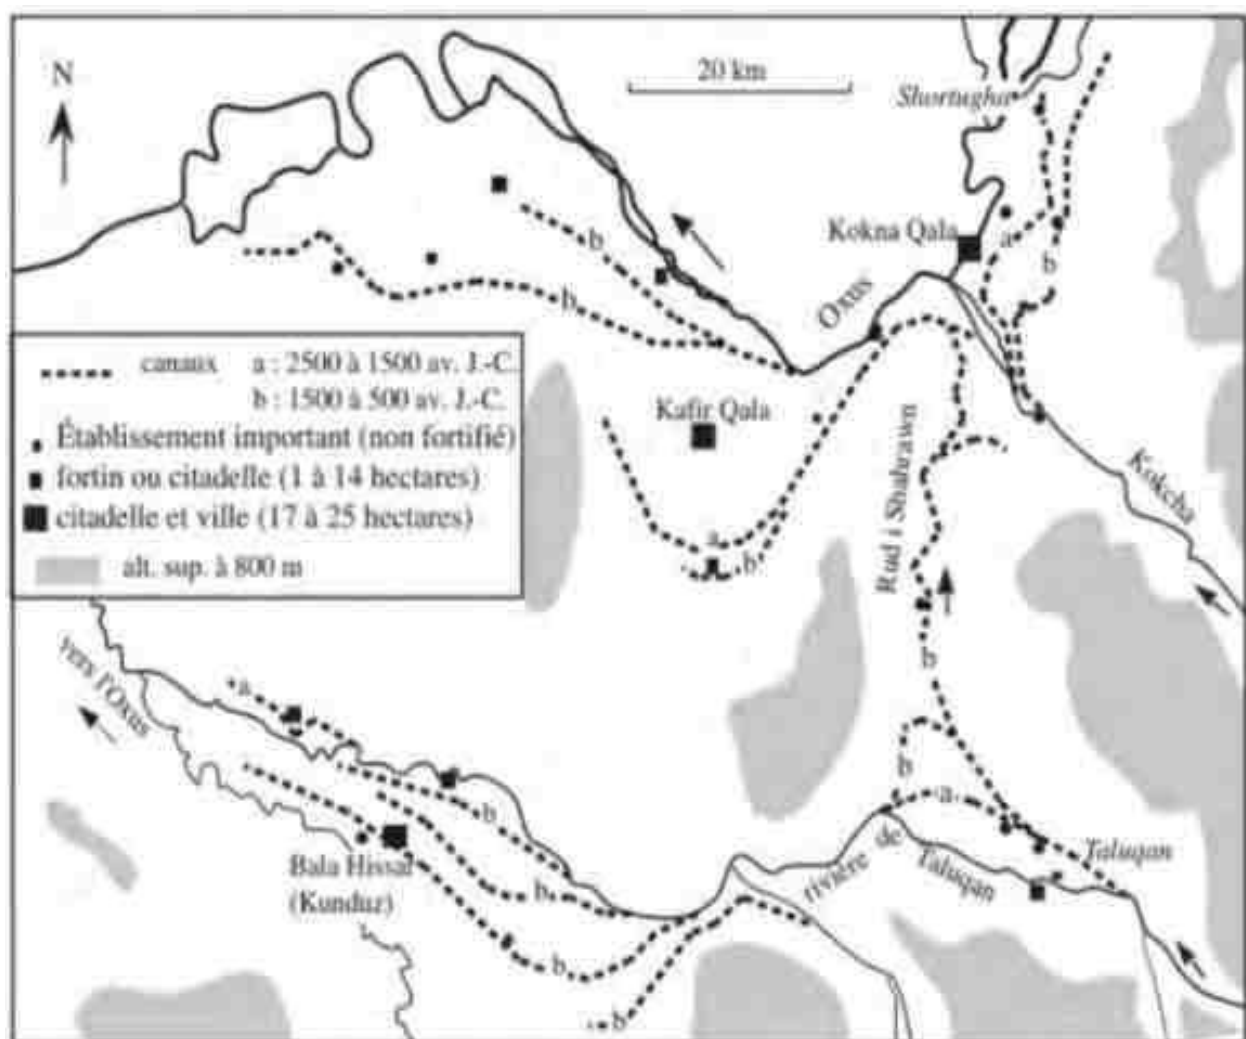 N
20 km
Shortugha
Kokna Qala
a
b
b
Oxus
b
canaux a : 2500 à 1500 av. J.-C.
b : 1500 à 500 av. J.-C.
Établissement important (non fortifié)
fortin ou citadelle (1 à 14 hectares)
citadelle et ville (17 à 25 hectares)
alt. sup. à 800 m
Kafir Qala
Kokcha
Rud i Shahrawn
a
b
b
vers l'Oxus
a
b
b
a
Bala Hissar
(Kunduz)
rivière de
Taluqan
Taluqan
b
b
b